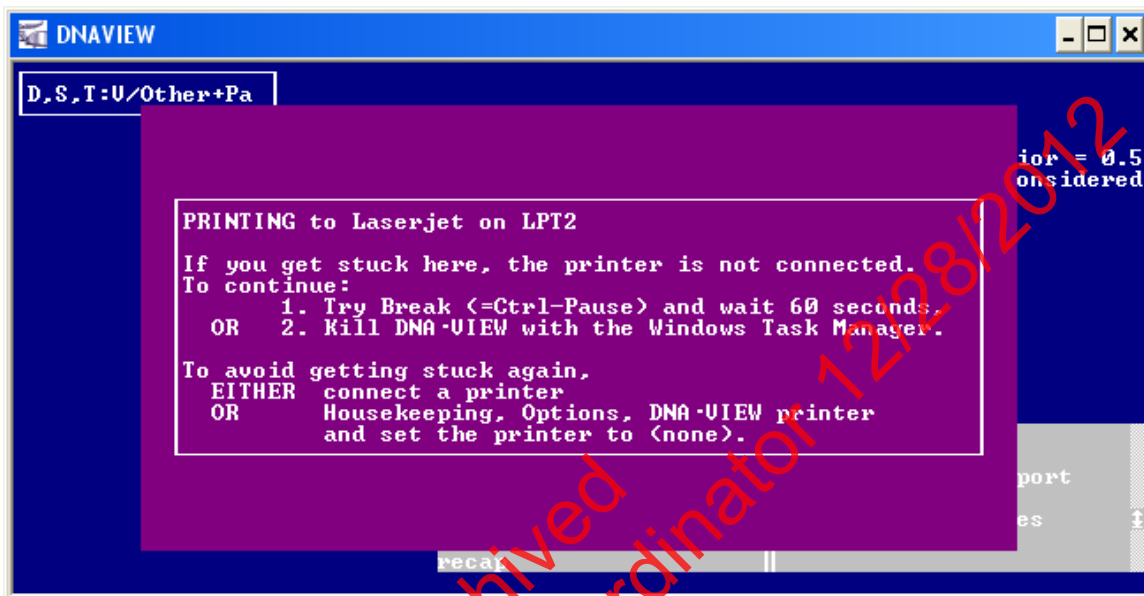 DNAVIEW
D,S,T:V/Other+Pa
ior = 0.5
onsidered
PRINTING to Laserjet on LPT2
If you get stuck here, the printer is not connected.
To continue:
1. Try Break (=Ctrl-Pause) and wait 60 seconds,
OR 2. Kill DNA·VIEW with the Windows Task Manager.
To avoid getting stuck again,
EITHER connect a printer
OR Housekeeping, Options, DNA·VIEW printer
and set the printer to (none).
port
es
recap
hived
rdinator 12/28/2012